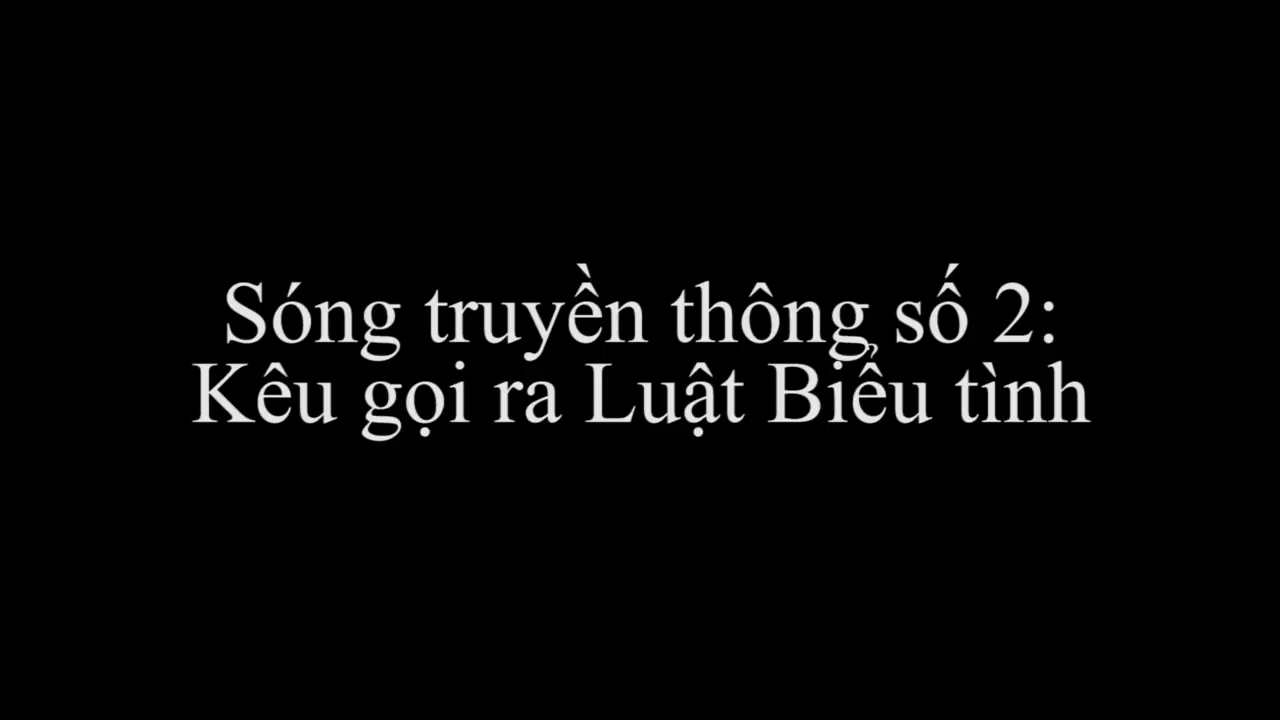 Sóng truyền thông số 2:
Kêu gọi ra Luật Biểu tình